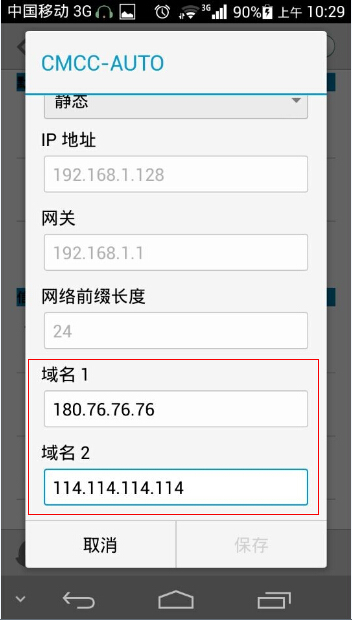 中国移动 3G 3G 90% 上午 10:29
CMCC-AUTO
静态
IP 地址
192.168.1.128
网关
192.168.1.1
网络前缀长度
24
域名 1
180.76.76.76
域名 2
114.114.114.114
取消 保存